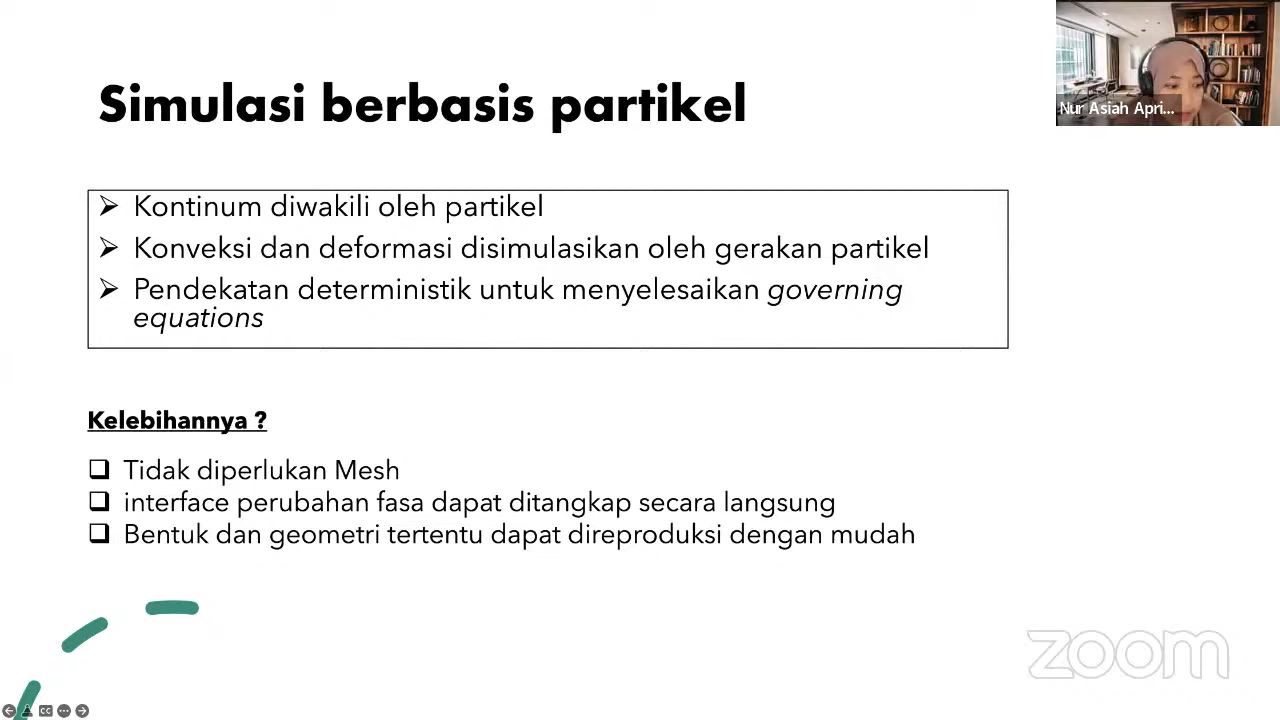 Simulasi berbasis partikel
Nur Asiah Apri...
Kontinum diwakili oleh partikel
Konveksi dan deformasi disimulasikan oleh gerakan partikel
Pendekatan deterministik untuk menyelesaikan governing
equations
Kelebihannya ?
Tidak diperlukan Mesh
interface perubahan fasa dapat ditangkap secara langsung
Bentuk dan geometri tertentu dapat direproduksi dengan mudah
zoom
CC